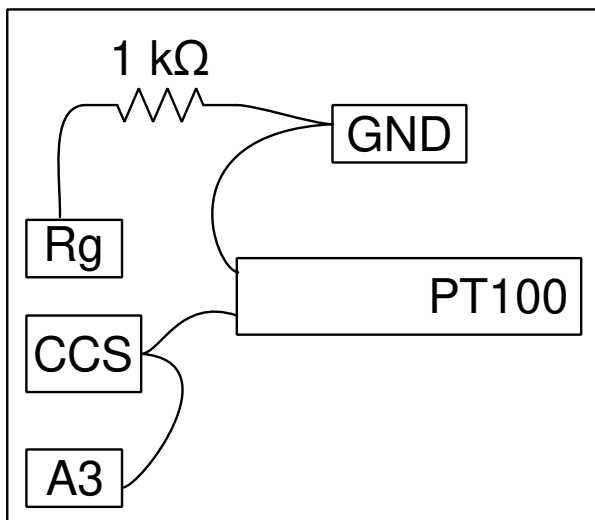 1 kΩ
GND
Rg
PT100
CCS
A3